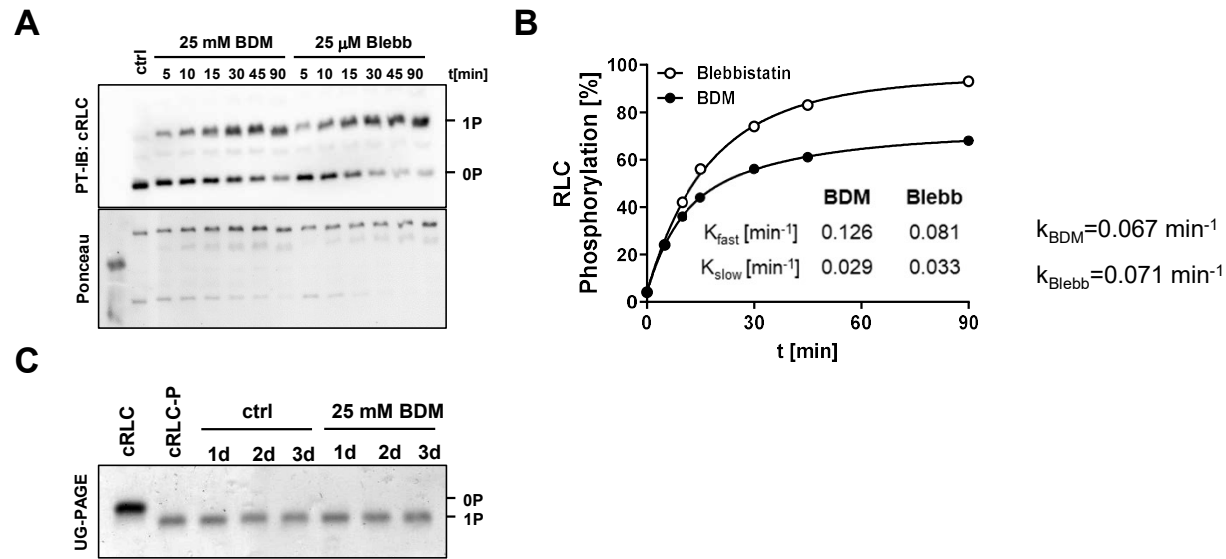 A
25 mM BDM 25 μM Blebb
ctrl 5 10 15 30 45 90 5 10 15 30 45 90 t[min]
PT-IB: cRLC
1P
0P
Ponceau
B
RLC
Phosphorylation [%]
100
80
60
40
20
0
Blebbistatin
BDM
BDM Blebb
Kfast [min-1] 0.126 0.081
Kslow [min-1] 0.029 0.033
0 30 60 90
t [min]
kBDM=0.067 min-1
kBlebb=0.071 min-1
C
cRLC
cRLC-P
ctrl 25 mM BDM
1d 2d 3d 1d 2d 3d
UG-PAGE
0P
1P